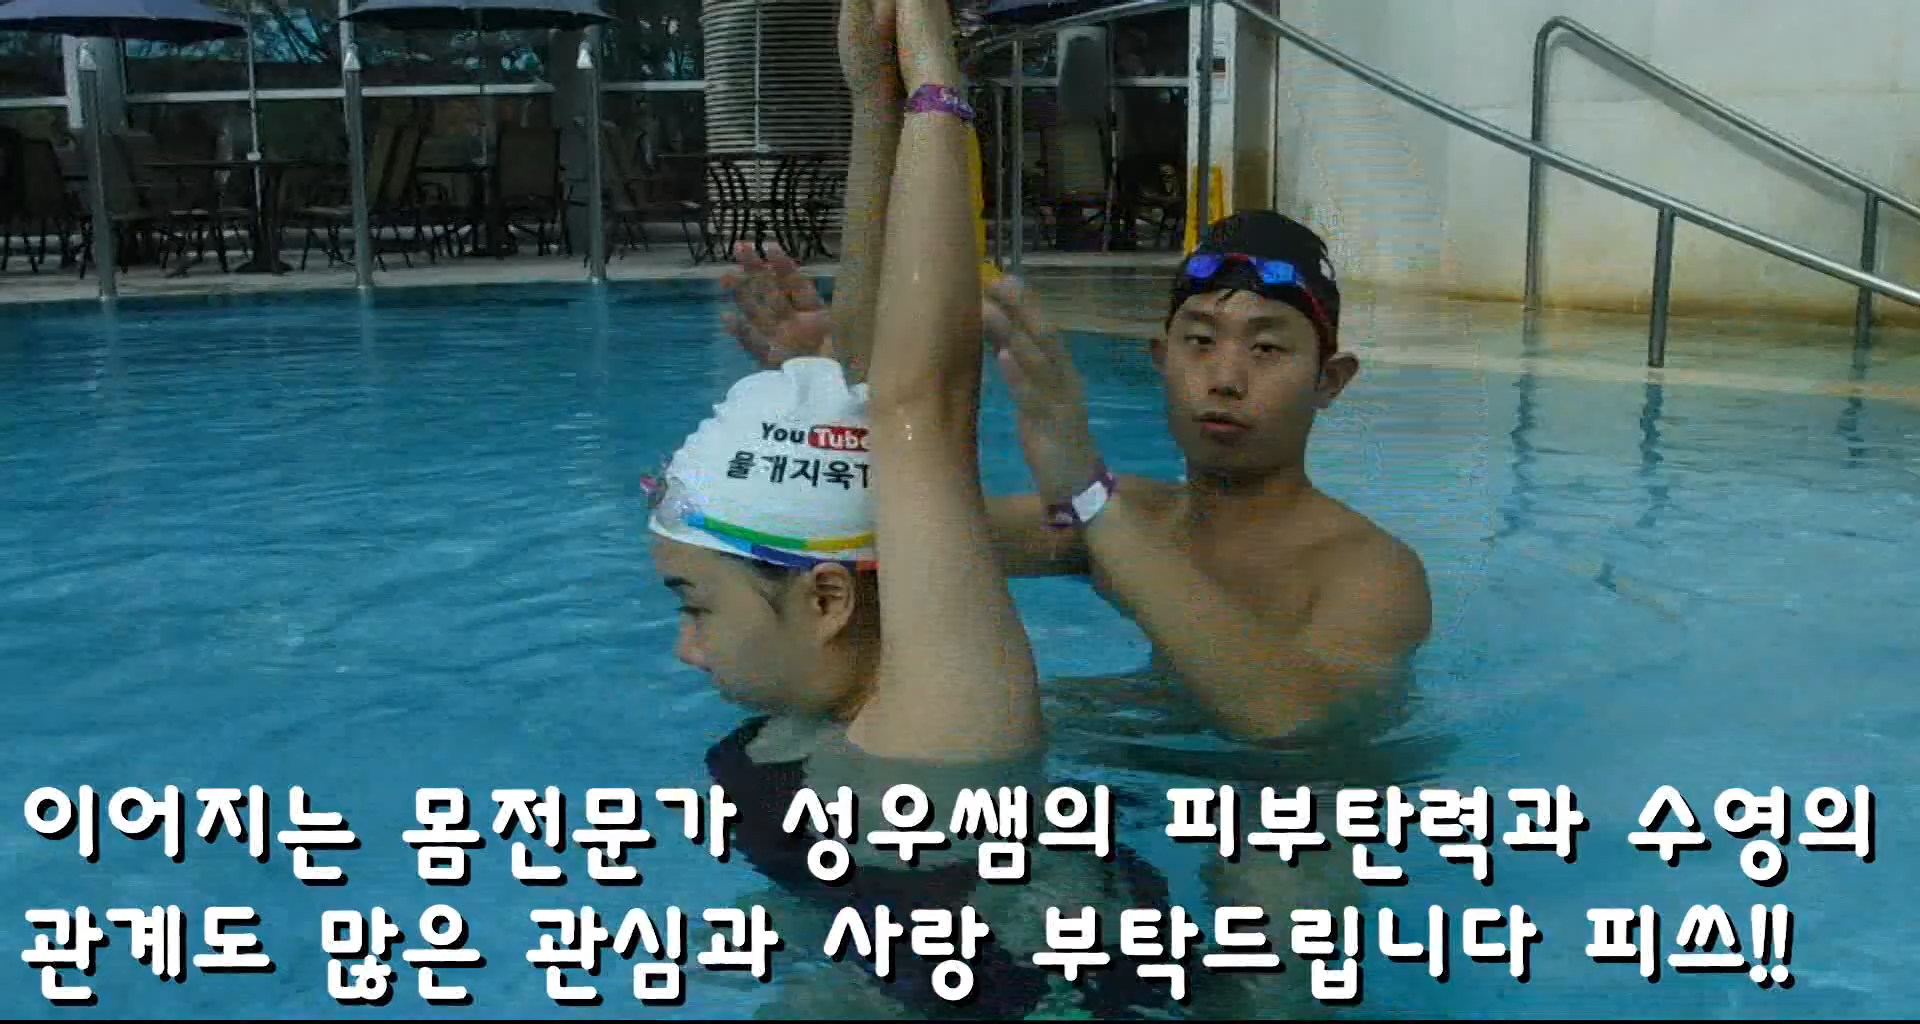 YouTube
물개지욱T
이어지는 몸전문가 성우쌤의 피부탄력과 수영의
관계도 많은 관심과 사랑 부탁드립니다 피쓰!!